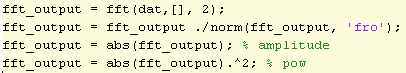 fft_output = fft(dat,[], 2);
fft_output = fft_output ./norm(fft_output, 'fro');
fft_output = abs(fft_output); % amplitude
fft_output = abs(fft_output).^2; % pow